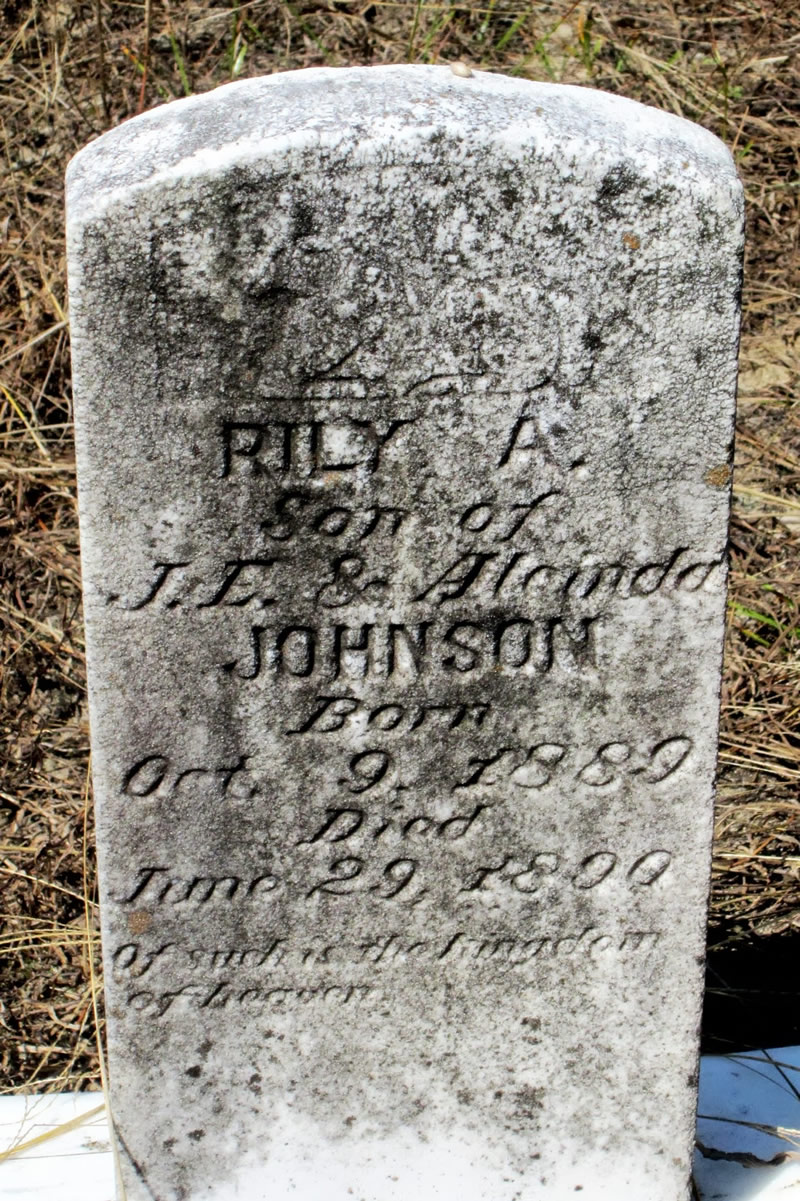 RILY A.
Son of
J.E. & Alamda
JOHNSON
Born
Oct. 9, 1889
Died
June 29, 1890
Of such is the kingdom
of heaven.